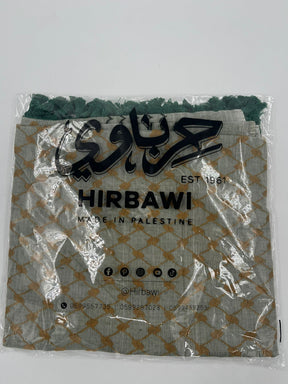 حرباوي
EST 1961
HIRBAWI
MADE IN PALESTINE
@Hirbawi